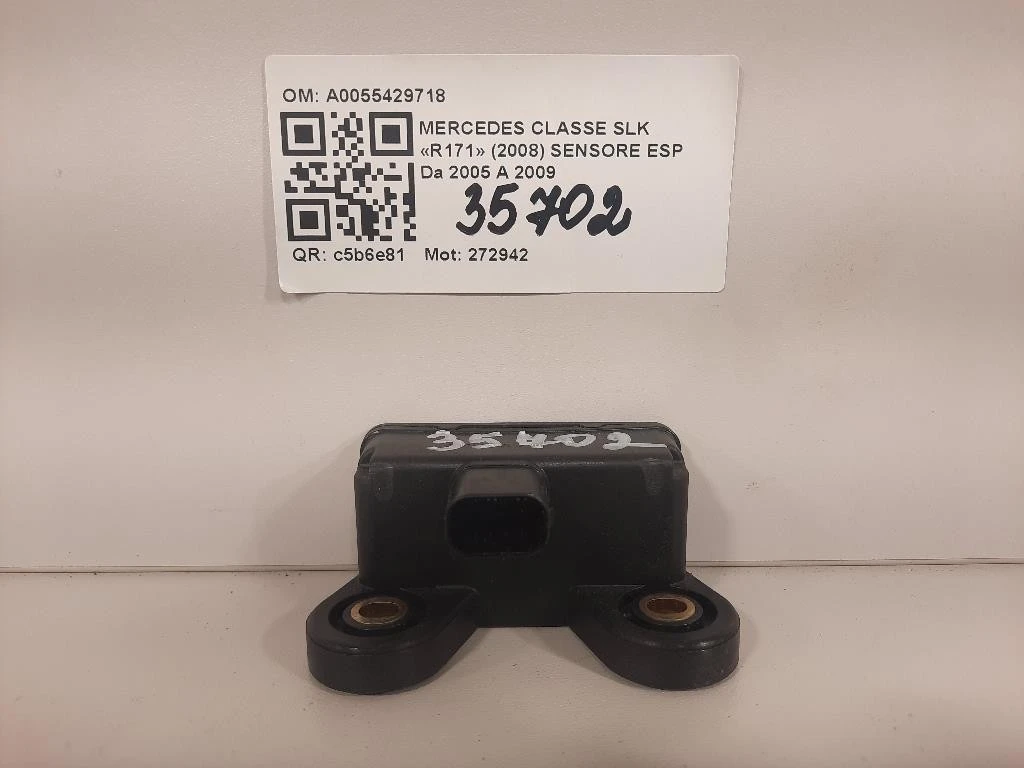 OM: A0055429718
MERCEDES CLASSE SLK
«R171» (2008) SENSORE ESP
Da 2005 A 2009
35702
QR: c5b6e81 Mot: 272942
35702